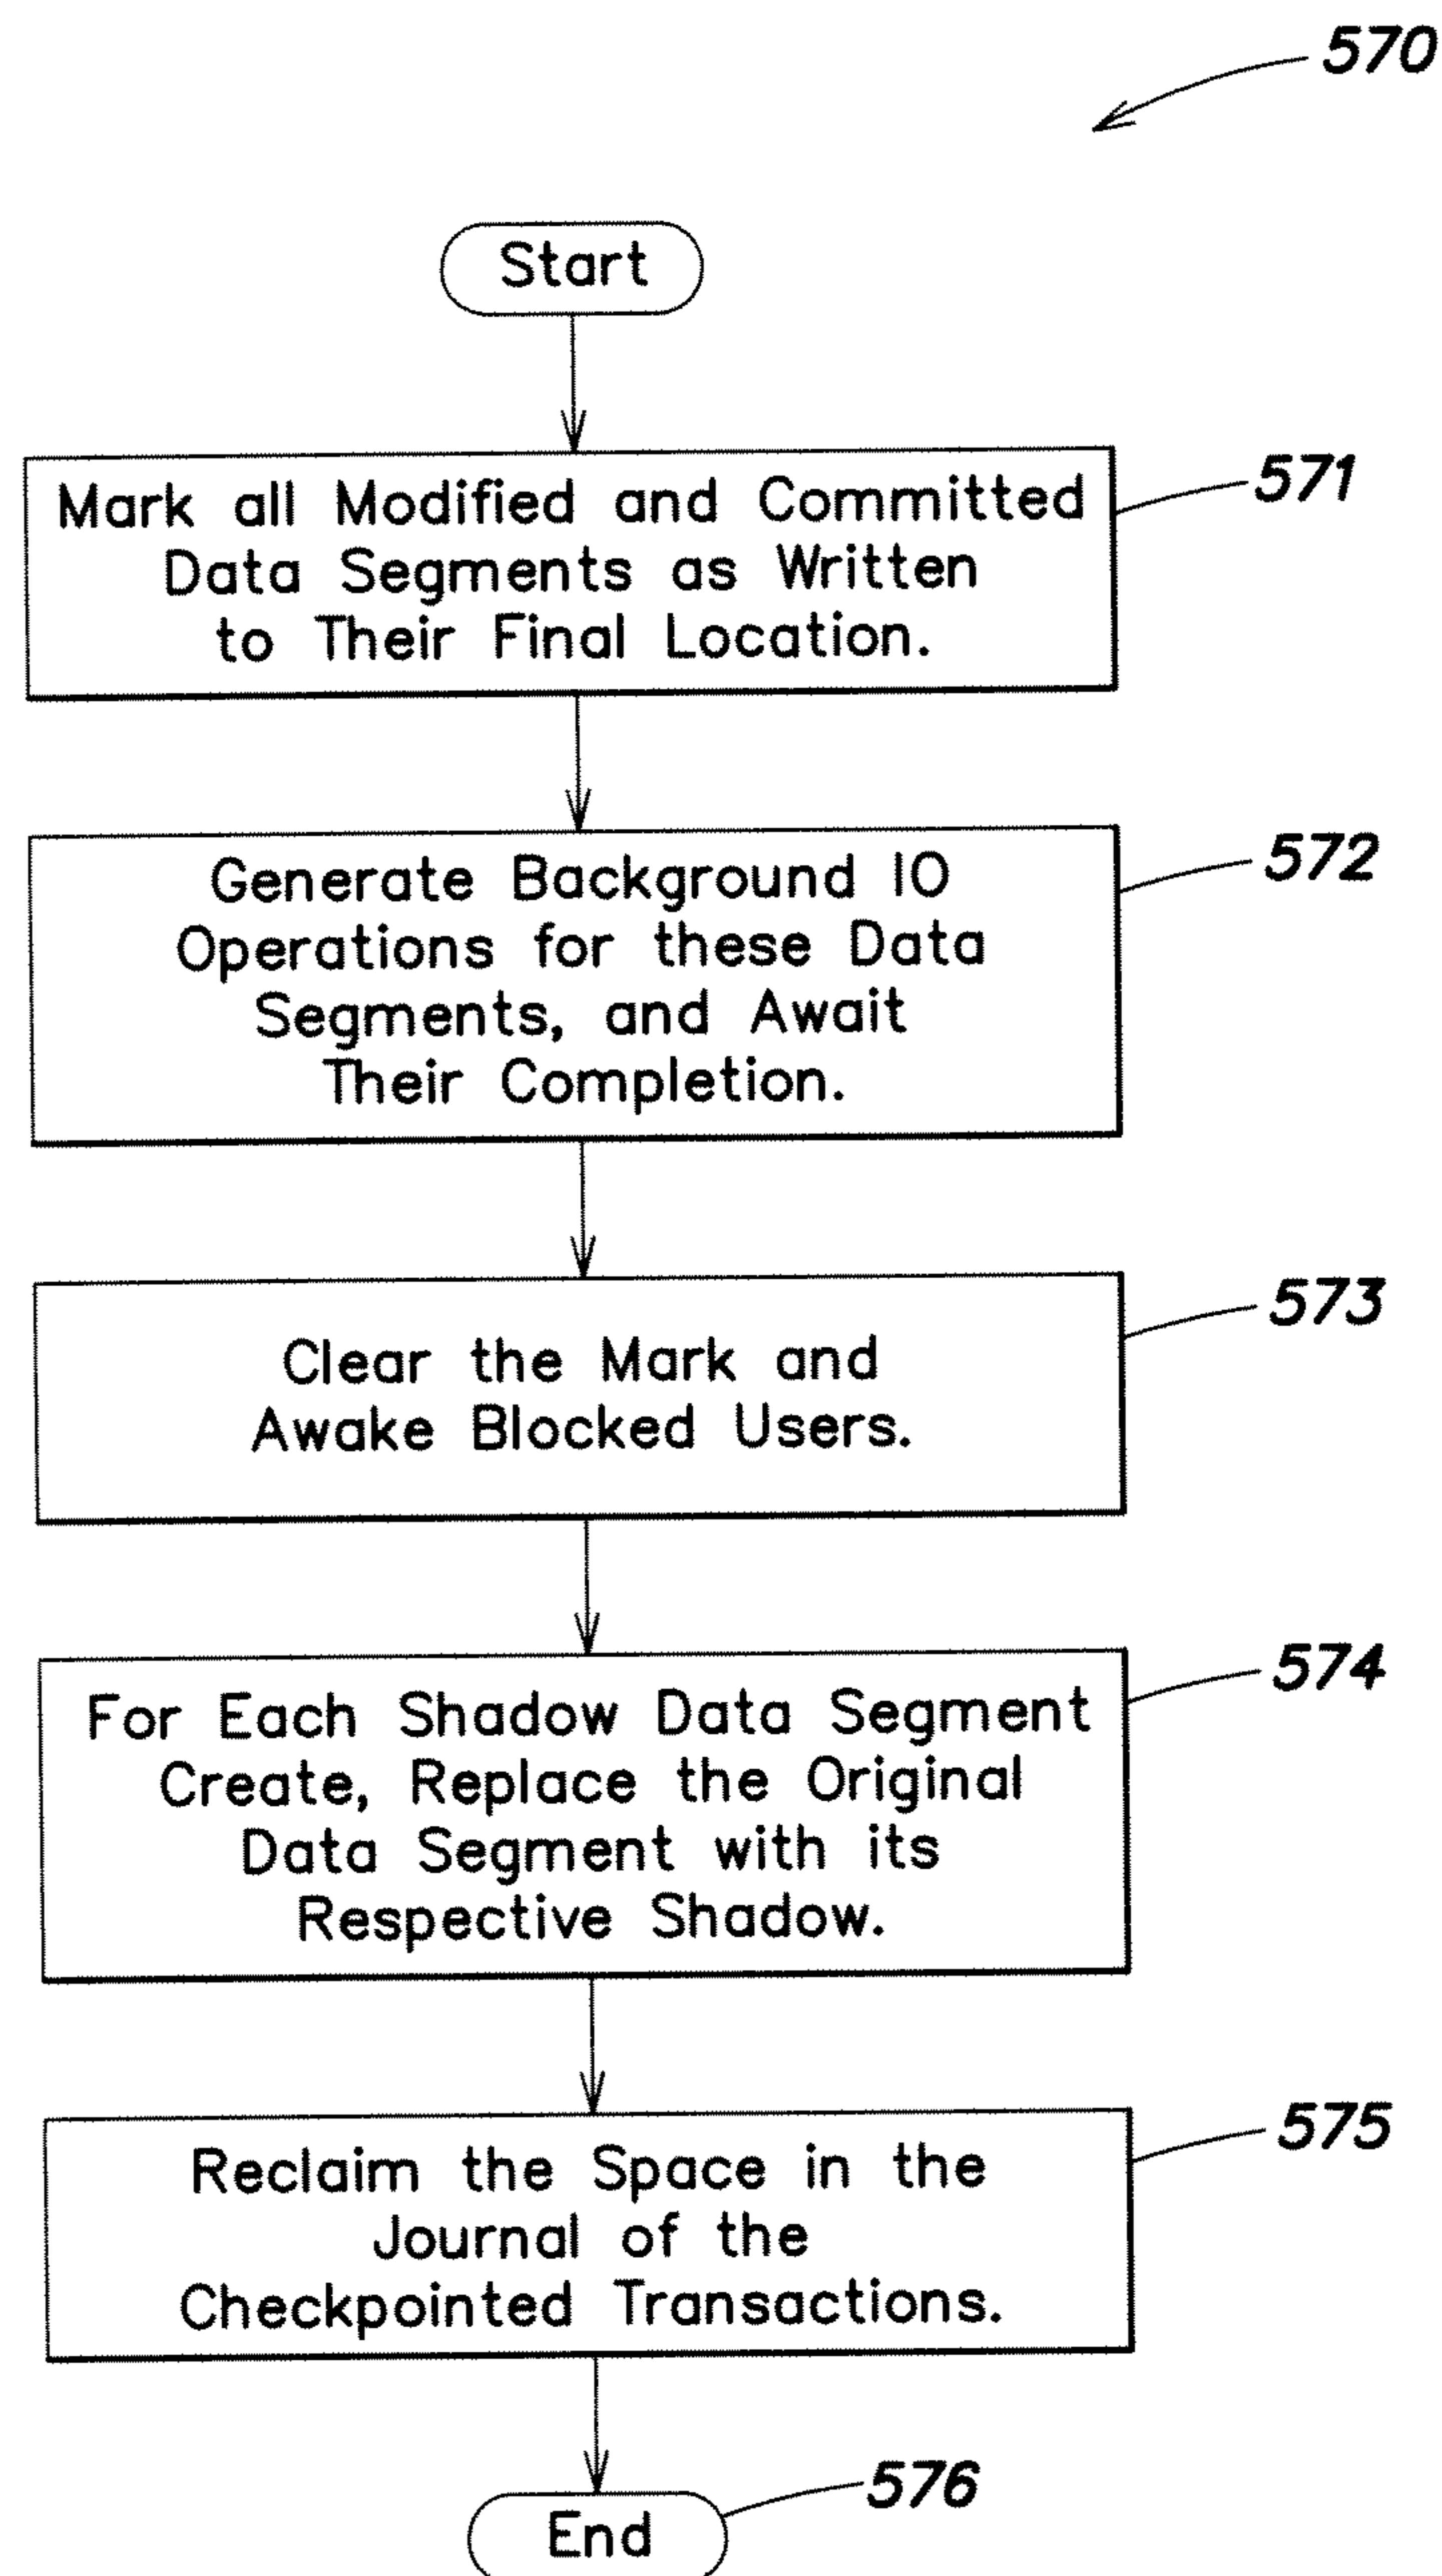 570
Start
Mark all Modified and Committed
Data Segments as Written
to Their Final Location.
571
Generate Background IO
Operations for these Data
Segments, and Await
Their Completion.
572
Clear the Mark and
Awake Blocked Users.
573
For Each Shadow Data Segment
Create, Replace the Original
Data Segment with its
Respective Shadow.
574
Reclaim the Space in the
Journal of the
Checkpointed Transactions.
575
End
576